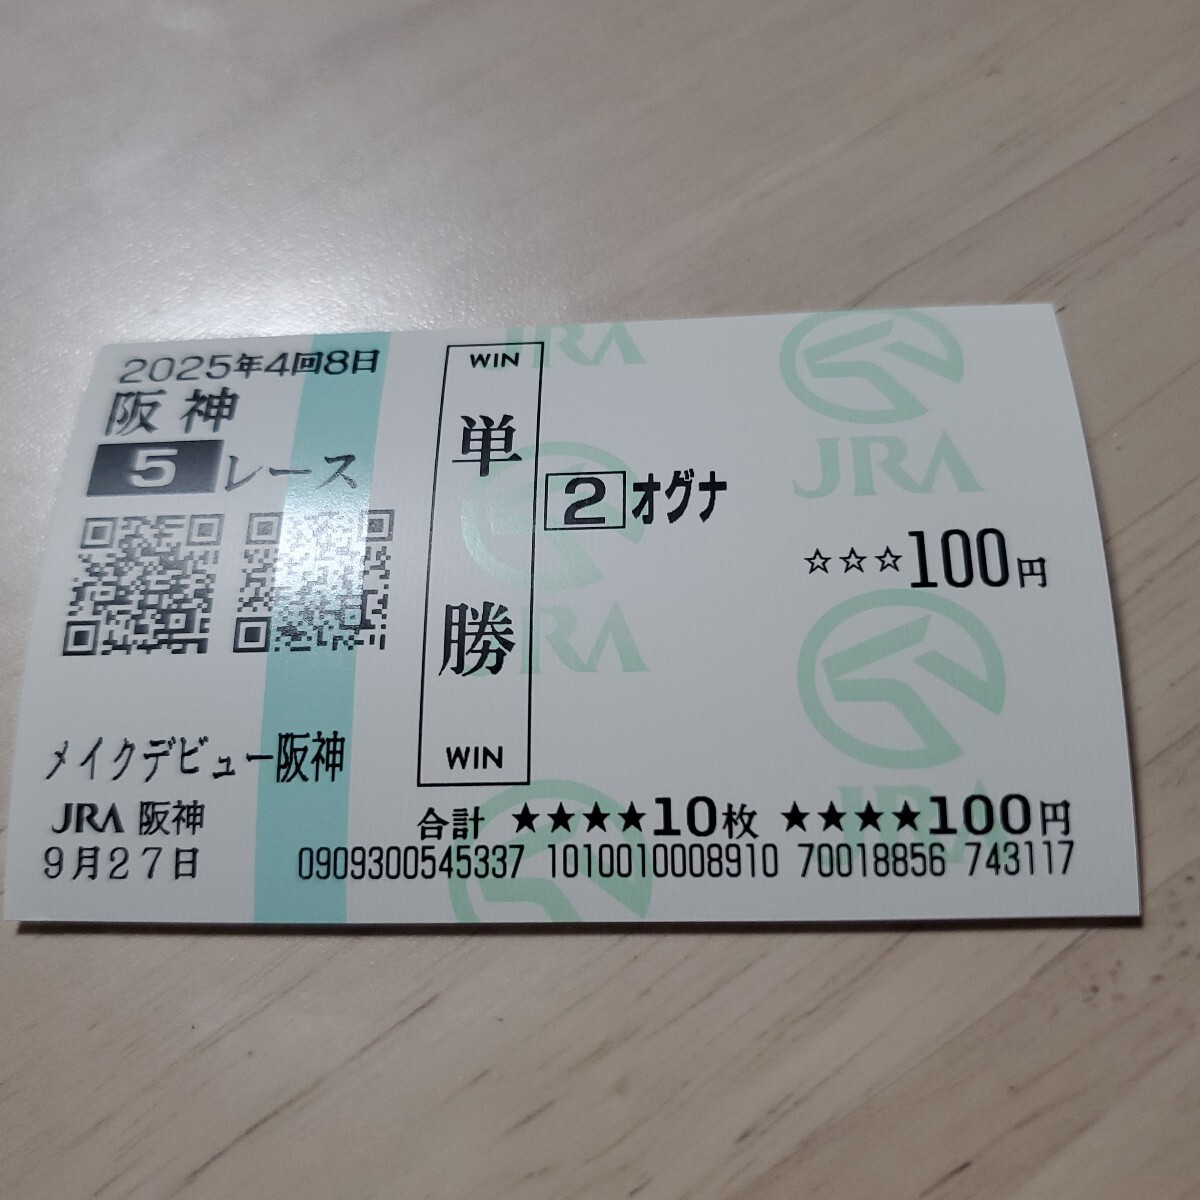 2025年4回8日
阪神
5レース
メイクデビュー阪神
JRA 阪神
9月27日
WIN
単勝
WIN
2 オグナ
☆☆☆100円
合計 ★★★★10枚 ★★★★100円
0909300545337 1010010008910 70018856 743117
JRA
JRA
JRA
JRA